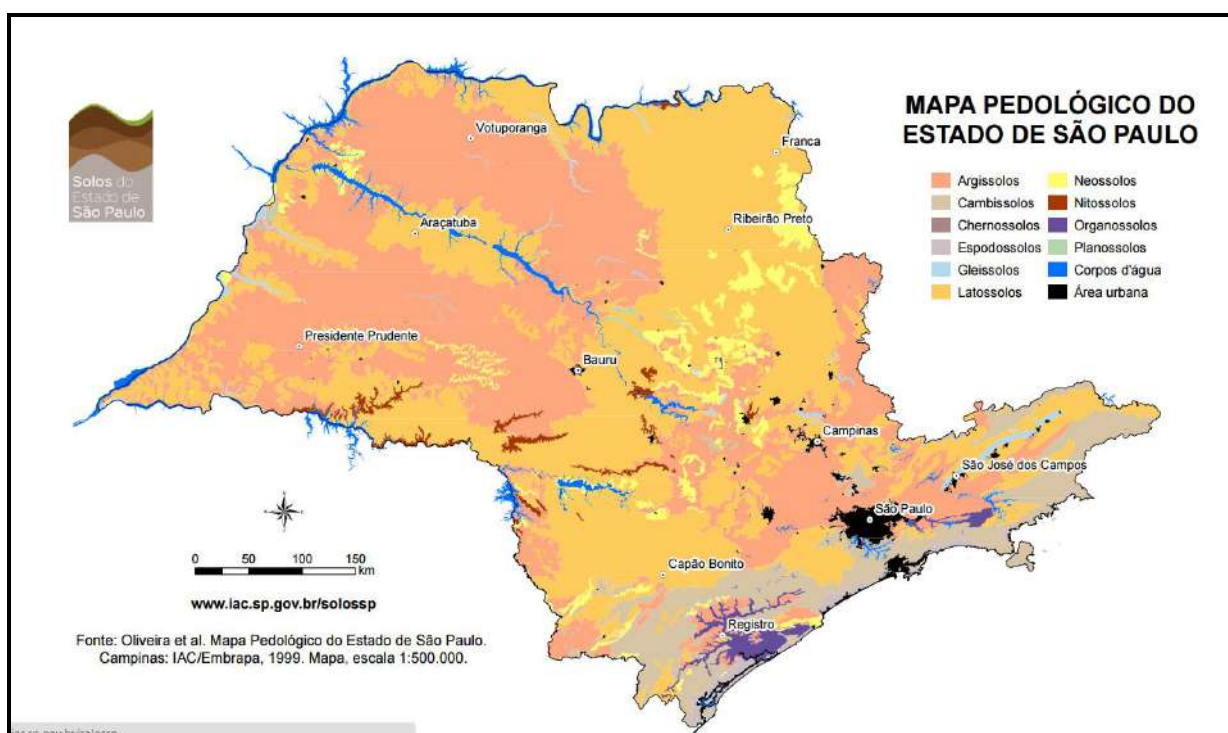 MAPA PEDOLÓGICO DO
ESTADO DE SÃO PAULO
Solos do
Estado de
São Paulo
Argissolos
Cambissolos
Chernossolos
Espodossolos
Gleissolos
Latossolos
Neossolos
Nitossolos
Organossolos
Planossolos
Corpos d'água
Área urbana
Votuporanga
Franca
Ribeirão Preto
Araçatuba
Presidente Prudente
Bauru
Campinas
São José dos Campos
São Paulo
Capão Bonito
Registro
0 50 100 150
km
www.iac.sp.gov.br/solossp
Fonte: Oliveira et al. Mapa Pedológico do Estado de São Paulo.
Campinas: IAC/Embrapa, 1999. Mapa, escala 1:500.000.